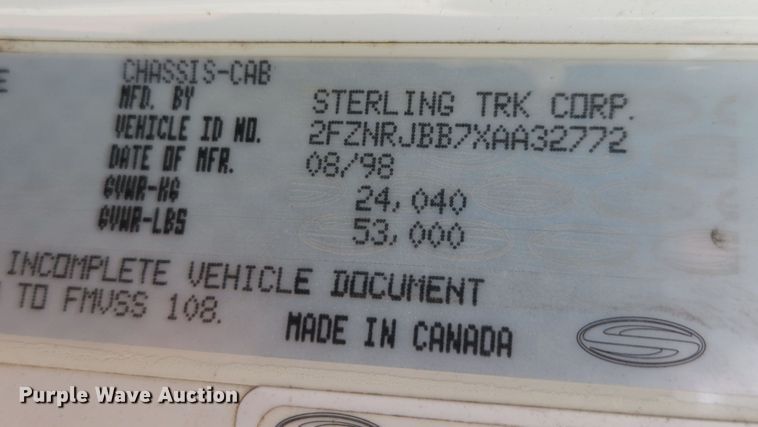 E
CHASSIS-CAB
MFD. BY STERLING TRK CORP.
VEHICLE ID NO. 2FZNRJBB7XAA32772
DATE OF MFR. 08/98
GVWR-KG 24,040
GVWR-LBS 53,000
INCOMPLETE VEHICLE DOCUMENT
TO FMVSS 108.
MADE IN CANADA
Purple Wave Auction